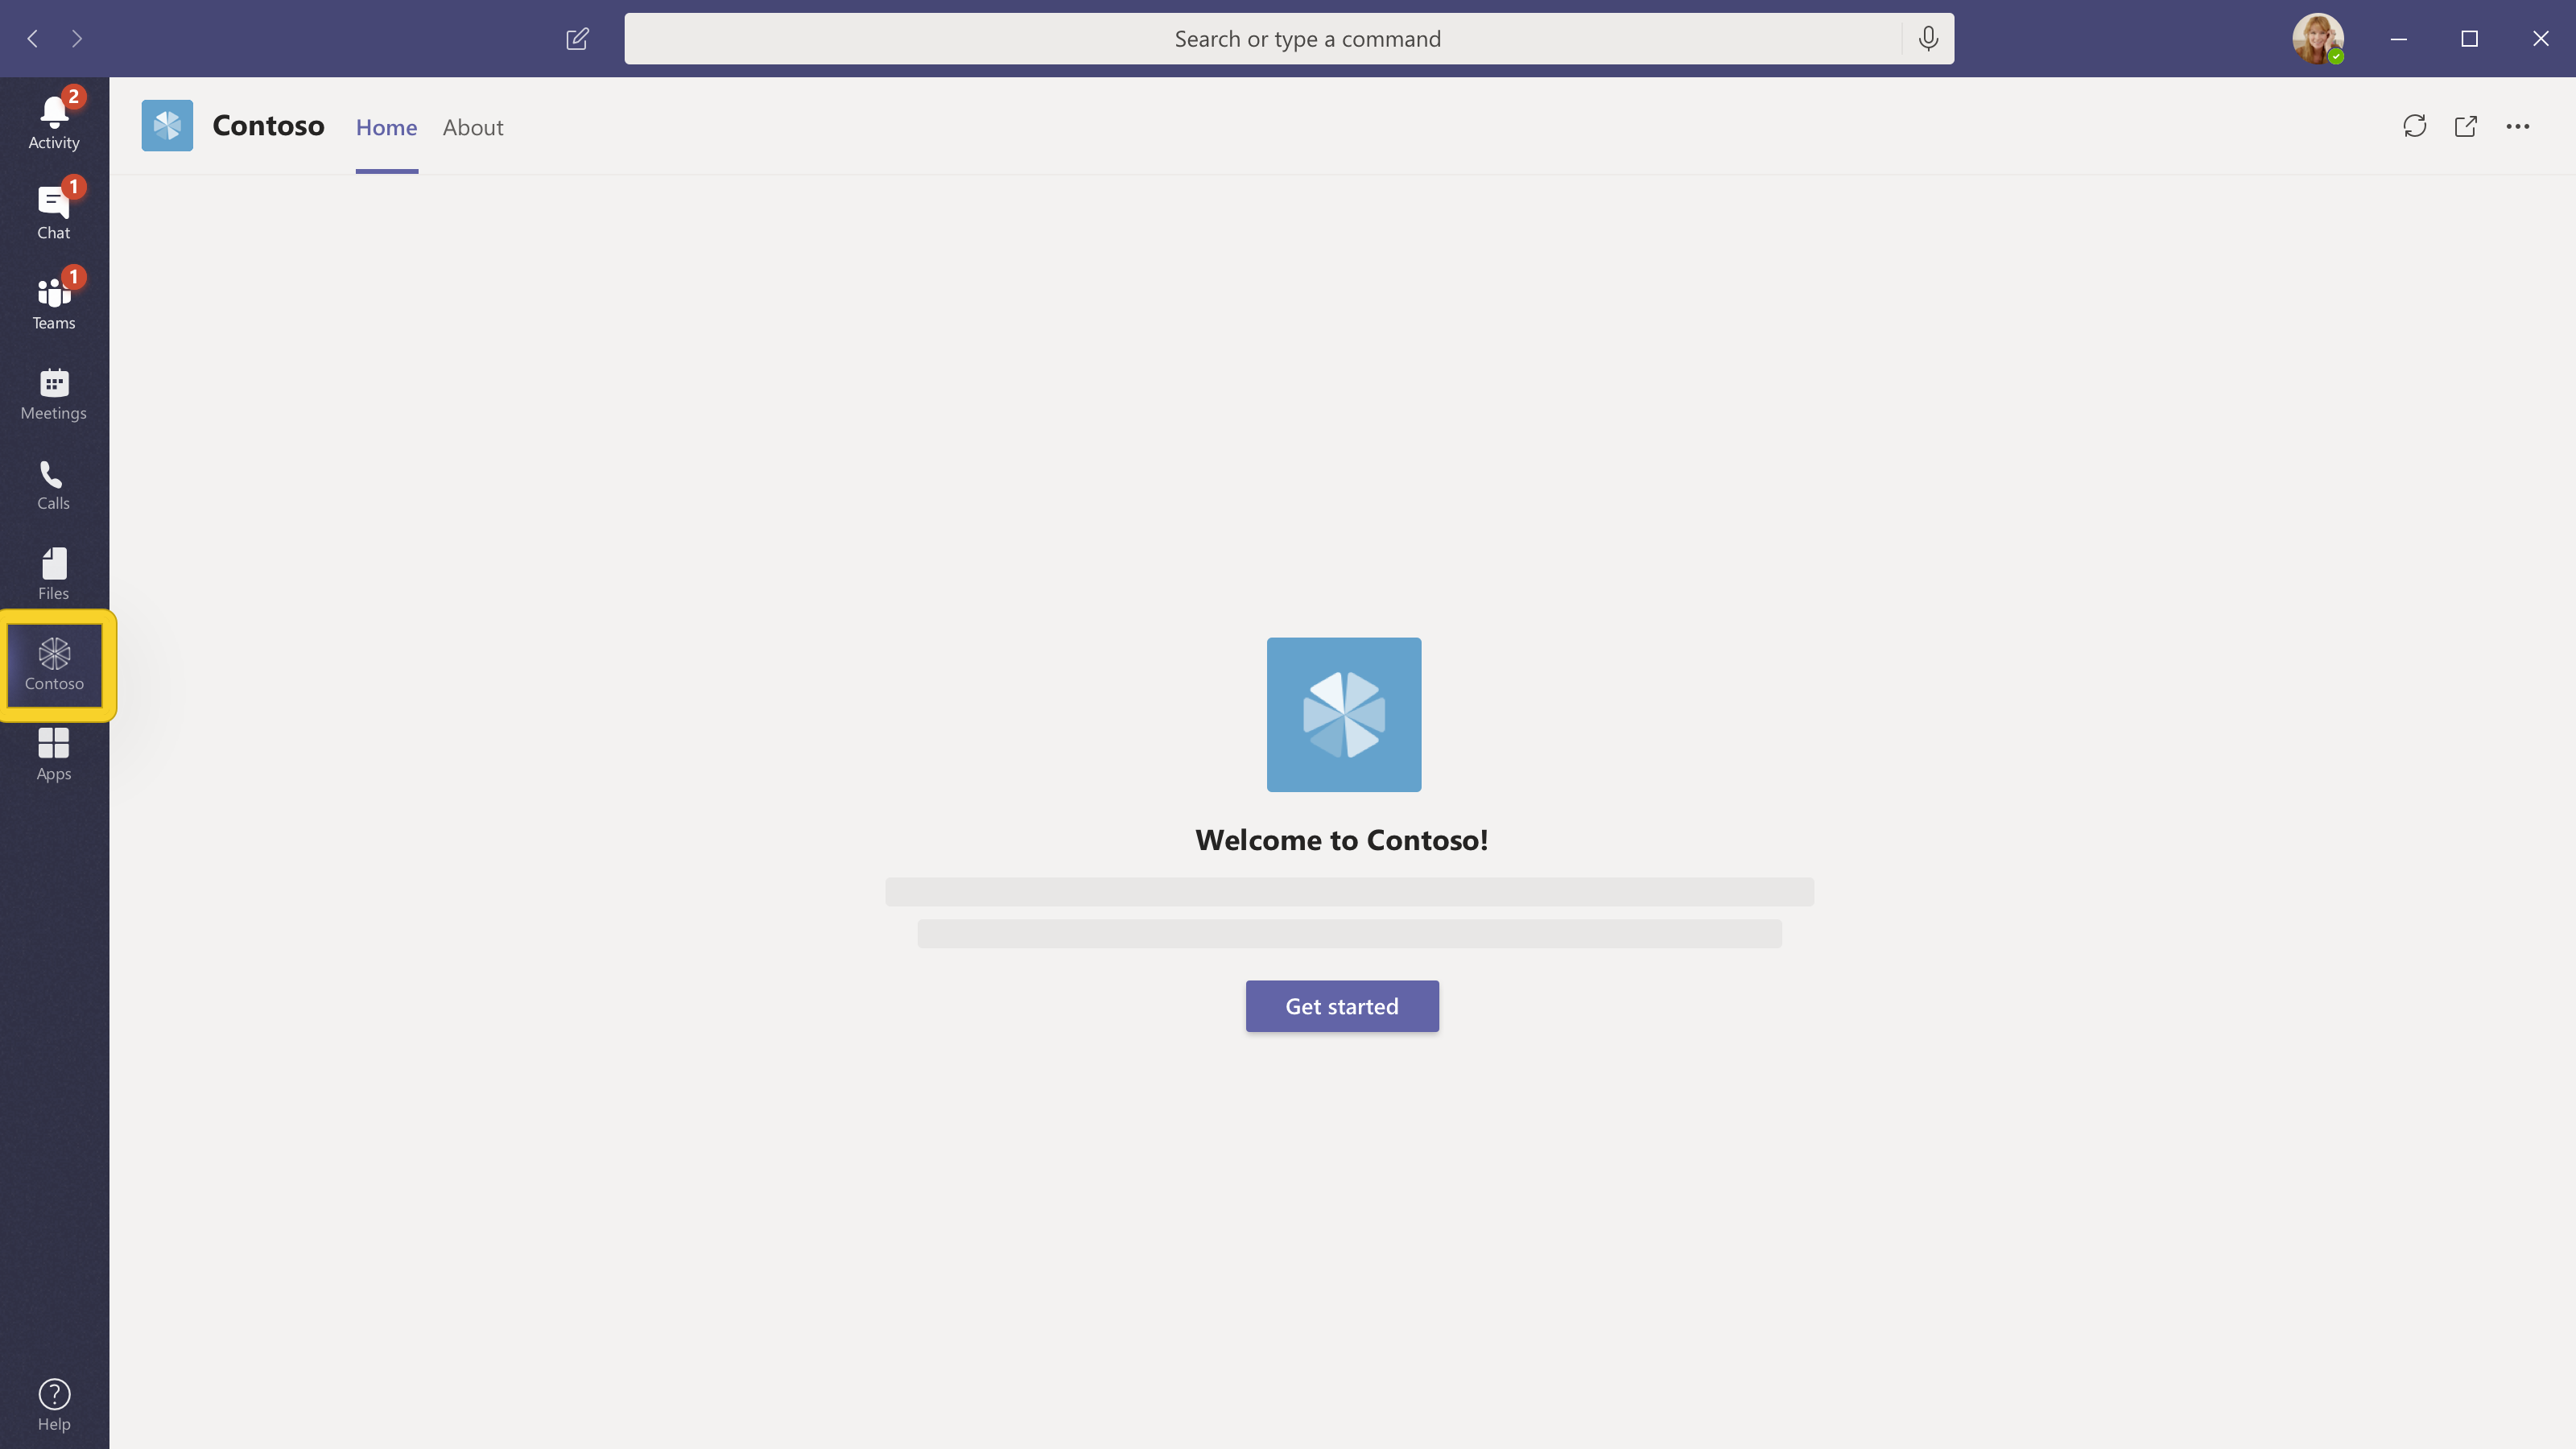 Search or type a command
2
Activity
1
Chat
1
Teams
Meetings
Calls
Files
Contoso
Apps
Help
Contoso
Home
About
Welcome to Contoso!
Get started